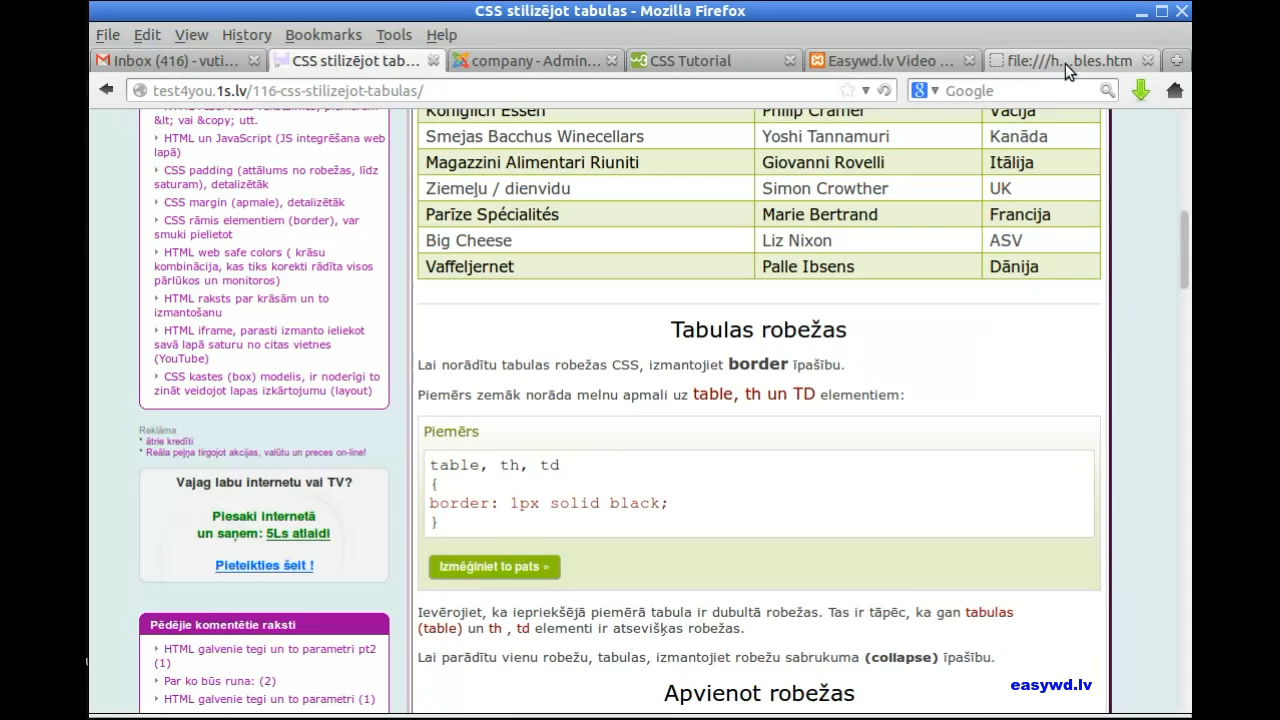 CSS stilizējot tabulas - Mozilla Firefox
File Edit View History Bookmarks Tools Help
Inbox (416) - vuti... CSS stilizējot tab... company - Admin... CSS Tutorial Easywd.lv Video ... file:///h...bles.htm
test4you.1s.lv/116-css-stilizejot-tabulas/ Google
&lt; vai &copy; utt.
HTML un JavaScript (JS integrēšana web
lapā)
CSS padding (attālums no robežas, līdz
saturam), detalizētāk
CSS margin (apmale), detalizētāk
CSS rāmis elementiem (border), var
smuki pielietot
HTML web safe colors ( krāsu
kombinācija, kas tiks korekti rādīta visos
pārlūkos un monitoros)
HTML raksts par krāsām un to
izmantošanu
HTML iframe, parasti izmanto ieliekot
savā lapā saturu no citas vietnes
(YouTube)
CSS kastes (box) modelis, ir noderīgi to
zināt veidojot lapas izkārtojumu (layout)
Reklāma
* ātrie kredīti
* Reāla peļņa tirgojot akcijas, valūtu un preces on-line!
Vajag labu internetu vai TV?
Piesaki internetā
un saņem: 5Ls atlaidi
Pieteikties šeit !
Pēdējie komentētie raksti
HTML galvenie tegi un to parametri pt2
(1)
Par ko būs runa: (2)
HTML galvenie tegi un to parametri (1)
Königlich Essen Philip Cramer Vācija
Smejas Bacchus Winecellars Yoshi Tannamuri Kanāda
Magazzini Alimentari Riuniti Giovanni Rovelli Itālija
Ziemeļu / dienvidu Simon Crowther UK
Parīze Spécialités Marie Bertrand Francija
Big Cheese Liz Nixon ASV
Vaffeljernet Palle Ibsens Dānija
Tabulas robežas
Lai norādītu tabulas robežas CSS, izmantojiet border īpašību.
Piemērs zemāk norāda melnu apmali uz table, th un TD elementiem:
Piemērs
table, th, td
{
border: 1px solid black;
}
Izmēģiniet to pats »
Ievērojiet, ka iepriekšējā piemērā tabula ir dubultā robežas. Tas ir tāpēc, ka gan tabulas
(table) un th , td elementi ir atsevišķas robežas.
Lai parādītu vienu robežu, tabulas, izmantojiet robežu sabrukuma (collapse) īpašību.
Apvienot robežas
easywd.lv